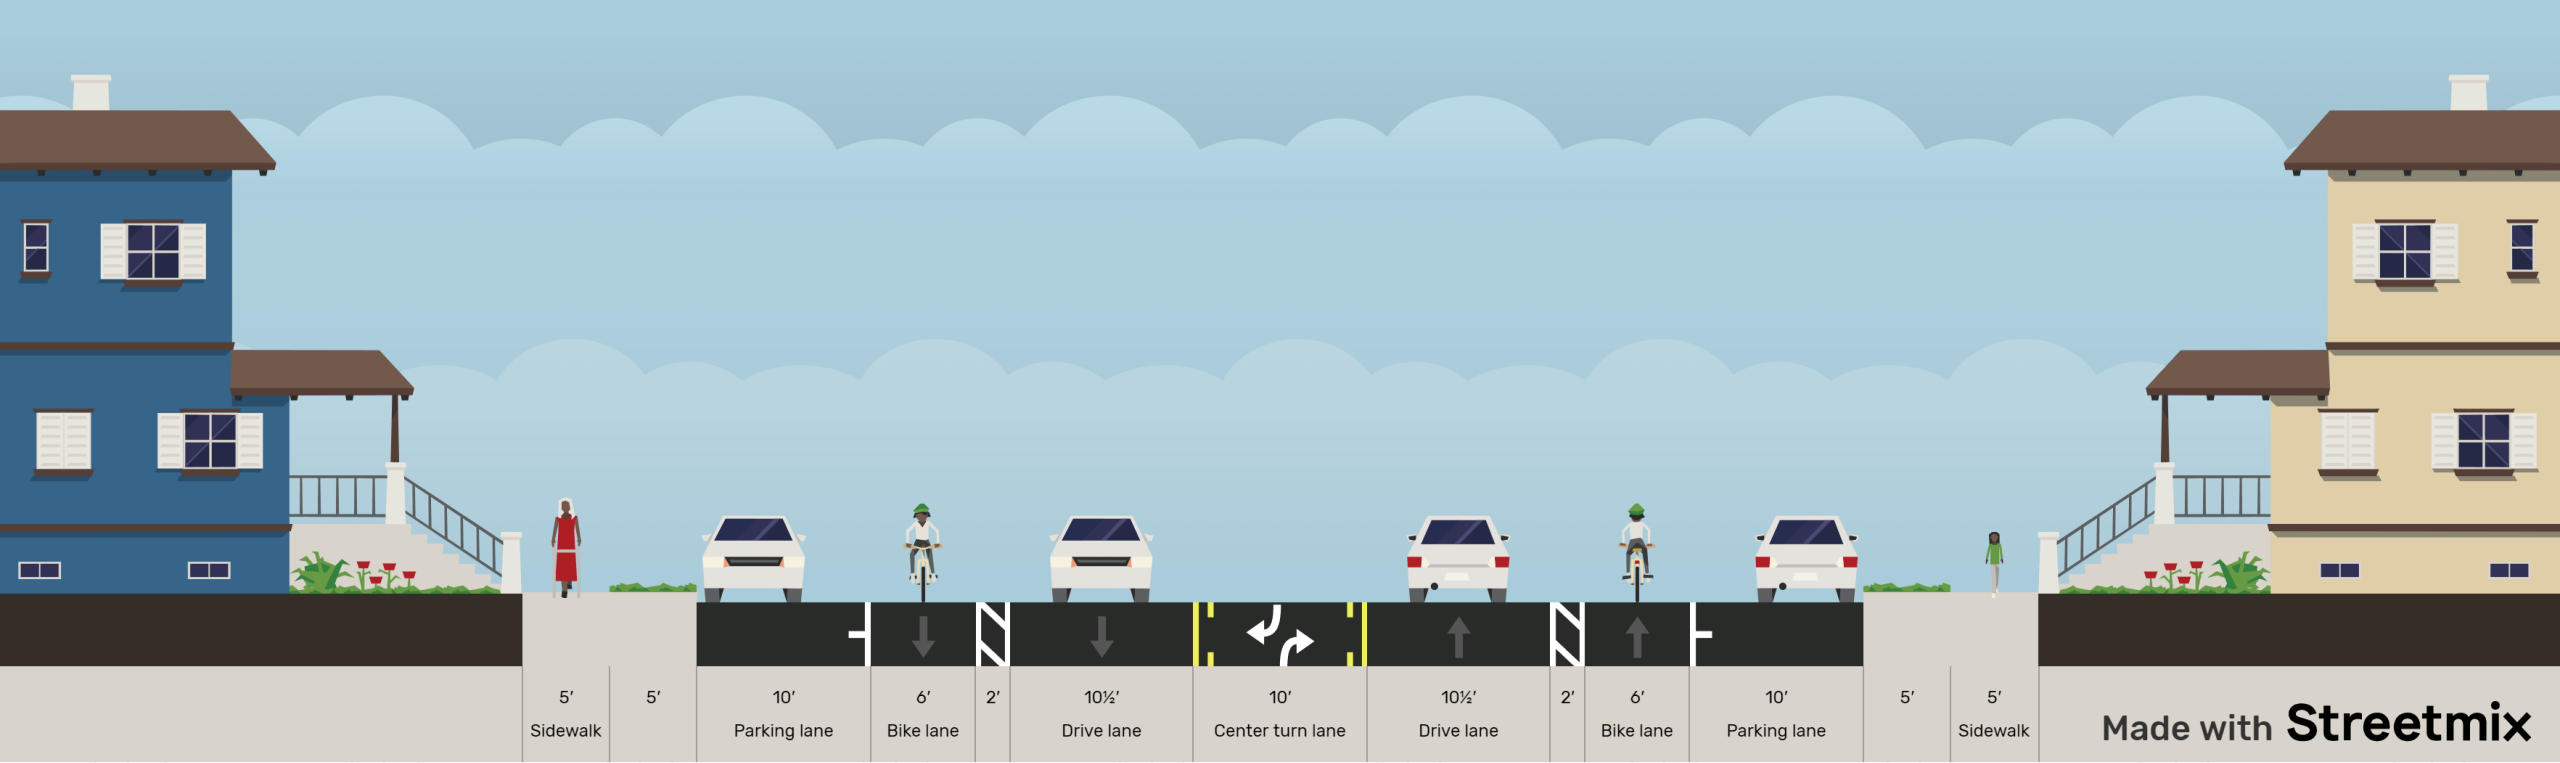 5′ 5′ 10′ 6′ 2′ 10½′ 10′ 10½′ 2′ 6′ 10′ 5′ 5′
Sidewalk Parking lane Bike lane Drive lane Center turn lane Drive lane Bike lane Parking lane Sidewalk
Made with Streetmix